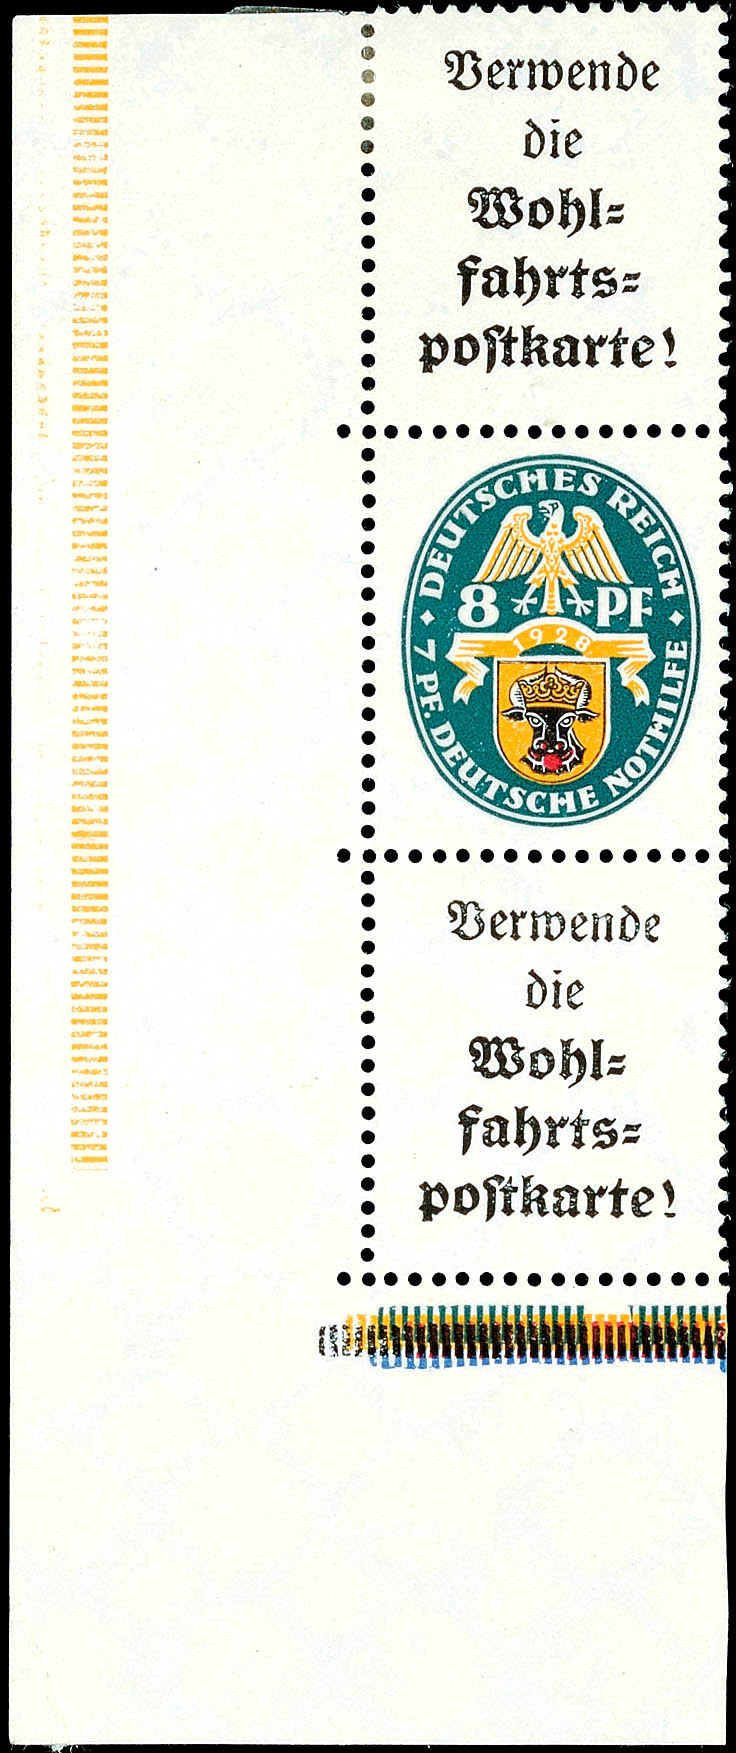 Verwende
die
Wohl=
fahrts=
poſtkarte!
DEUTSCHES REICH
8 PF
1928
7 PF. DEUTSCHE NOTHILFE
Verwende
die
Wohl=
fahrts=
poſtkarte!